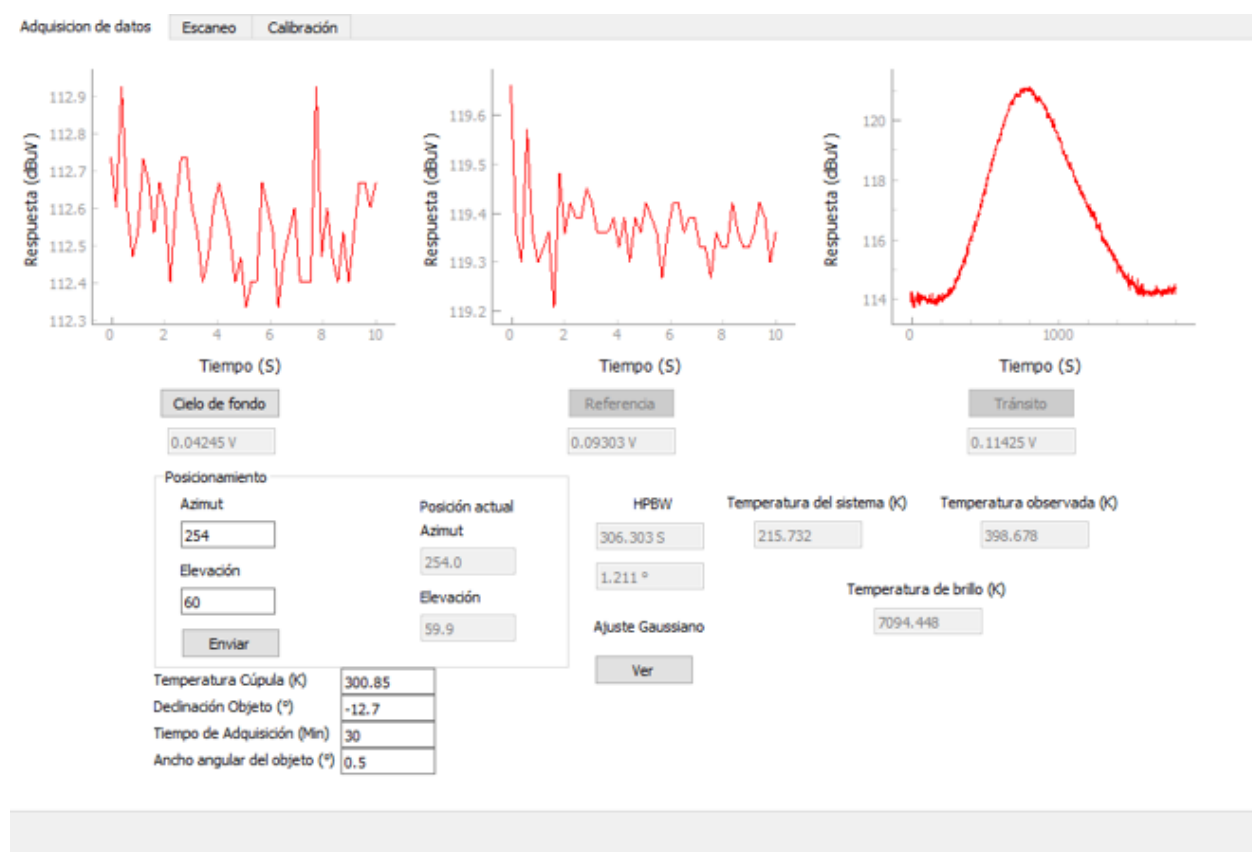 Adquisicion de datos Escaneo Calibración
112.9
112.8
112.7
112.6
112.5
112.4
112.3
Respuesta (dBuV)
0 2 4 6 8 10
Tiempo (S)
119.6
119.5
119.4
119.3
119.2
Respuesta (dBuV)
0 2 4 6 8 10
Tiempo (S)
120
118
116
114
Respuesta (dBuV)
0 1000
Tiempo (S)
Cielo de fondo Referencia Tránsito
0.04245 V 0.09303 V 0.11425 V
Posicionamiento
Azimut
254
Elevación
60
Enviar
Posición actual
Azimut
254.0
Elevación
59.9
HPBW
306.303 S
1.211 º
Ajuste Gaussiano
Ver
Temperatura del sistema (K)
215.732
Temperatura observada (K)
398.678
Temperatura de brillo (K)
7094.448
Temperatura Cúpula (K) 300.85
Declinación Objeto (º) -12.7
Tiempo de Adquisición (Min) 30
Ancho angular del objeto (º) 0.5